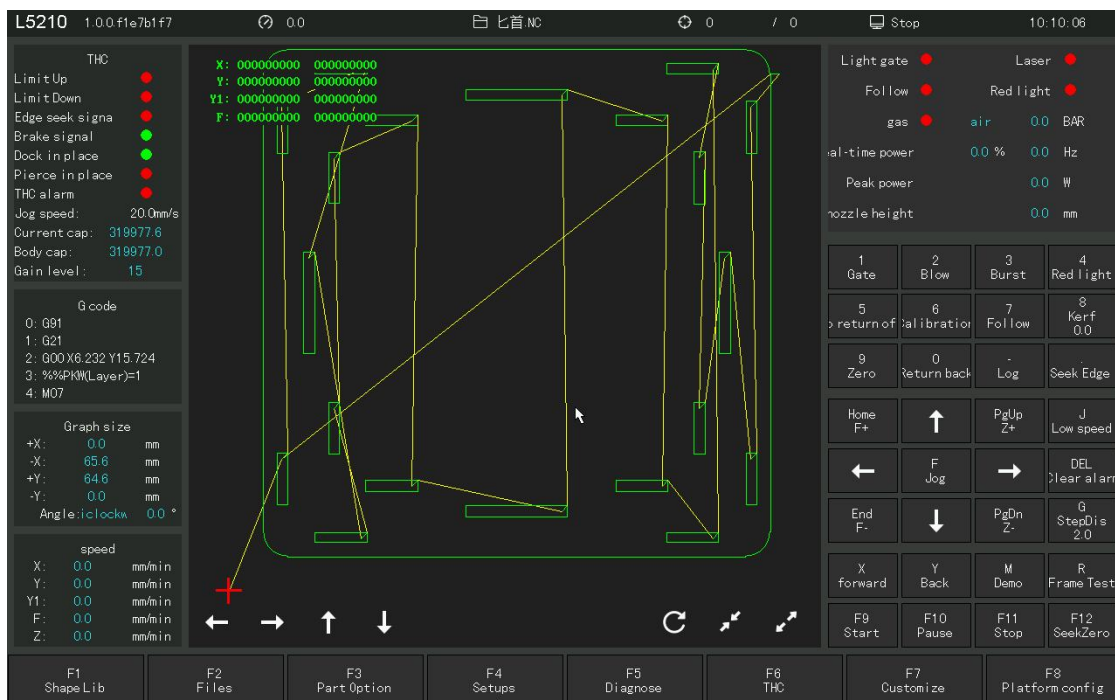 L5210 1.0.0.f1e7b1f7 0.0 匕首.NC 0 / 0 Stop 10:10:06
THC
Limit Up
Limit Down
Edge seek signa
Brake signal
Dock in place
Pierce in place
THC alarm
Jog speed: 20.0mm/s
Current cap: 319977.6
Body cap: 319977.0
Gain level: 15
G code
0: G91
1: G21
2: G00 X6.232 Y15.724
3: %%PKW(Layer)=1
4: M07
Graph size
+X: 0.0 mm
-X: 65.6 mm
+Y: 64.6 mm
-Y: 0.0 mm
Angle:iclockw 0.0 °
speed
X: 0.0 mm/min
Y: 0.0 mm/min
Y1: 0.0 mm/min
F: 0.0 mm/min
Z: 0.0 mm/min
X: 000000000 000000000
Y: 000000000 000000000
Y1: 000000000 000000000
F: 000000000 000000000
Light gate Laser
Follow Red light
gas air 0.0 BAR
eal-time power 0.0 % 0.0 Hz
Peak power 0.0 W
nozzle height 0.0 mm
1 2 3 4
Gate Blow Burst Red light
5 6 7 8
o return of Calibration Follow Kerf
0.0
9 0 - .
Zero Return back Log Seek Edge
Home PgUp J
F+ Z+ Low speed
F DEL
Jog Clear alarm
End PgDn G
F- Z- StepDis
2.0
X Y M R
forward Back Demo Frame Test
F9 F10 F11 F12
Start Pause Stop SeekZero
F1 F2 F3 F4 F5 F6 F7 F8
Shape Lib Files Part Option Setups Diagnose THC Customize Platform config